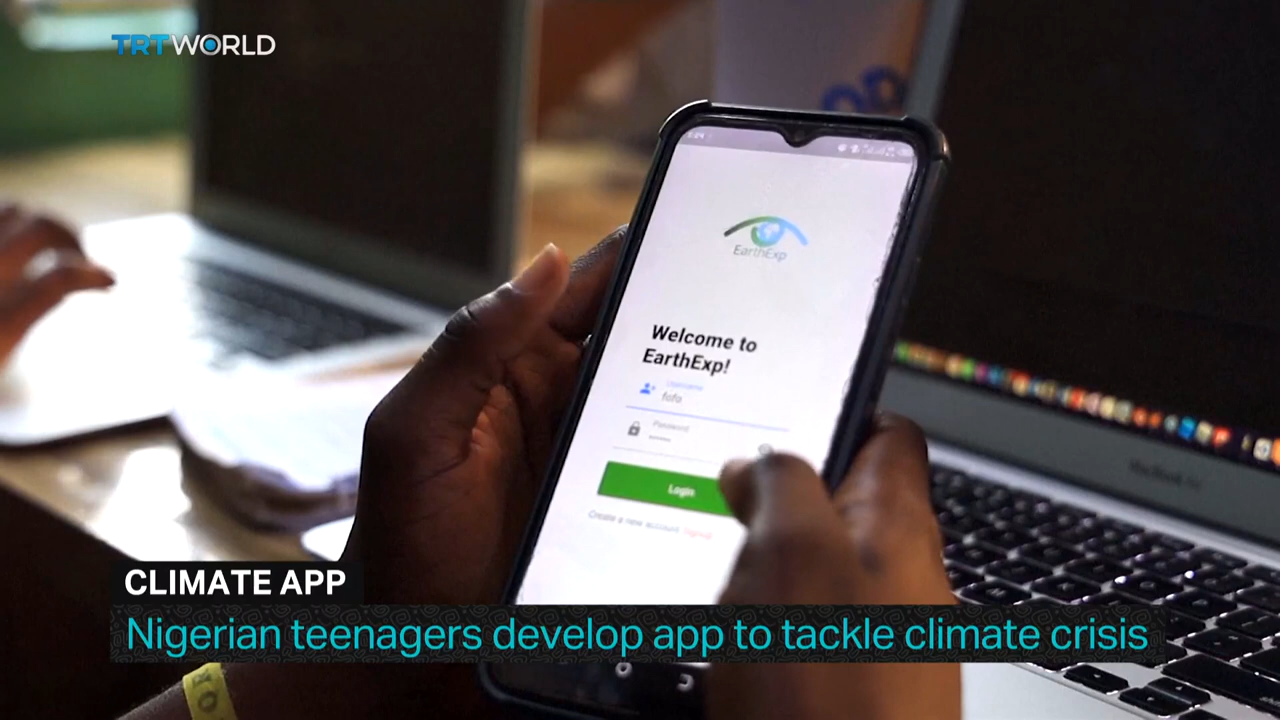 TRT WORLD
EarthExp
Welcome to
EarthExp!
Username
fofo
Password
Login
Create a new account Signup
CLIMATE APP
Nigerian teenagers develop app to tackle climate crisis